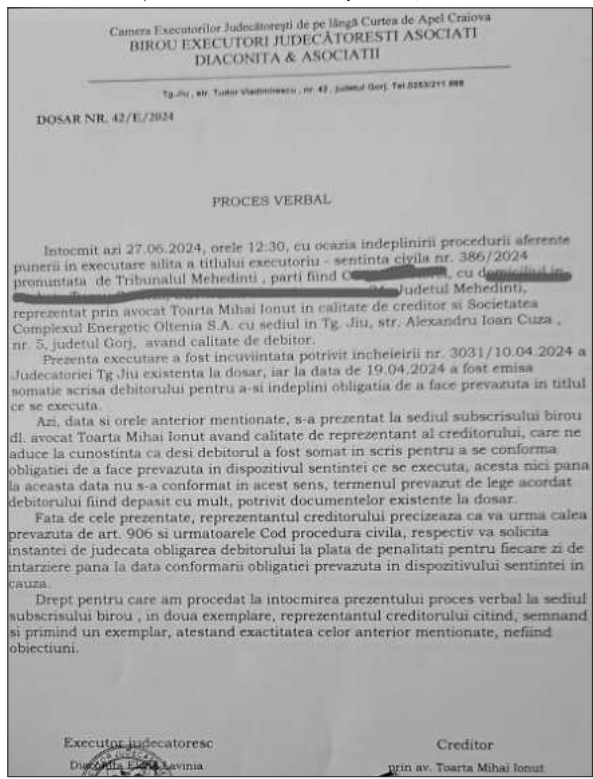 Camera Executorilor Judecătorești de pe lângă Curtea de Apel Craiova
BIROU EXECUTORI JUDECĂTORESTI ASOCIATI
DIACONITA & ASOCIATII
Tg.Jiu , str. Tudor Vladimirescu , nr. 43 , judetul Gorj. Tel.0253/211
DOSAR NR. 42/E/2024
PROCES VERBAL
Intocmit azi 27.06.2024, orele 12:30, cu ocazia indeplinirii procedurii aferente
punerii in executare silita a titlului executoriu - sentinta civila nr. 386/2024
pronuntata de Tribunalul Mehedinti , parti fiind cu domiciliul in
Judetul Mehedinti,
reprezentat prin avocat Toarta Mihai Ionut in calitate de creditor si Societatea
Complexul Energetic Oltenia S.A. cu sediul in Tg. Jiu, str. Alexandru Ioan Cuza ,
nr. 5, judetul Gorj, avand calitate de debitor.
Prezenta executare a fost incuviintata potrivit incheieirii nr. 3031/10.04.2024 a
Judecatoriei Tg Jiu existenta la dosar, iar la data de 19.04.2024 a fost emisa
somatie scrisa debitorului pentru a-si indeplini obligatia de a face prevazuta in titlul
ce se executa.
Azi, data si orele anterior mentionate, s-a prezentat la sediul subscrisului birou
dl. avocat Toarta Mihai Ionut avand calitate de reprezentant al creditorului, care ne
aduce la cunostinta ca desi debitorul a fost somat in scris pentru a se conforma
obligatiei de a face prevazuta in dispozitivul sentintei ce se executa, acesta nici pana
la aceasta data nu s-a conformat in acest sens, termenul prevazut de lege acordat
debitorului fiind depasit cu mult, potrivit documentelor existente la dosar.
Fata de cele prezentate, reprezentantul creditorului precizeaza ca va urma calea
prevazuta de art. 906 si urmatoarele Cod procedura civila, respectiv va solicita
instantei de judecata obligarea debitorului la plata de penalitati pentru fiecare zi de
intarziere pana la data conformarii obligatiei prevazuta in dispozitivului sentintei in
cauza.
Drept pentru care am procedat la intocmirea prezentului proces verbal la sediul
subscrisului birou , in doua exemplare, reprezentantul creditorului citind, semnand
si primind un exemplar, atestand exactitatea celor anterior mentionate, nefiind
obiectiuni.
Executor judecatoresc
Creditor
Diaconita Elena Lavinia
prin av. Toarta Mihai Ionut